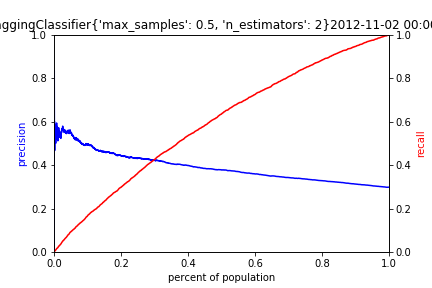 aggingClassifier{'max_samples': 0.5, 'n_estimators': 2}2012-11-02 00:00
1.0 1.0
0.8 0.8
0.6 0.6
precision recall
0.4 0.4
0.2 0.2
0.0 0.0
0.0 0.2 0.4 0.6 0.8 1.0
percent of population